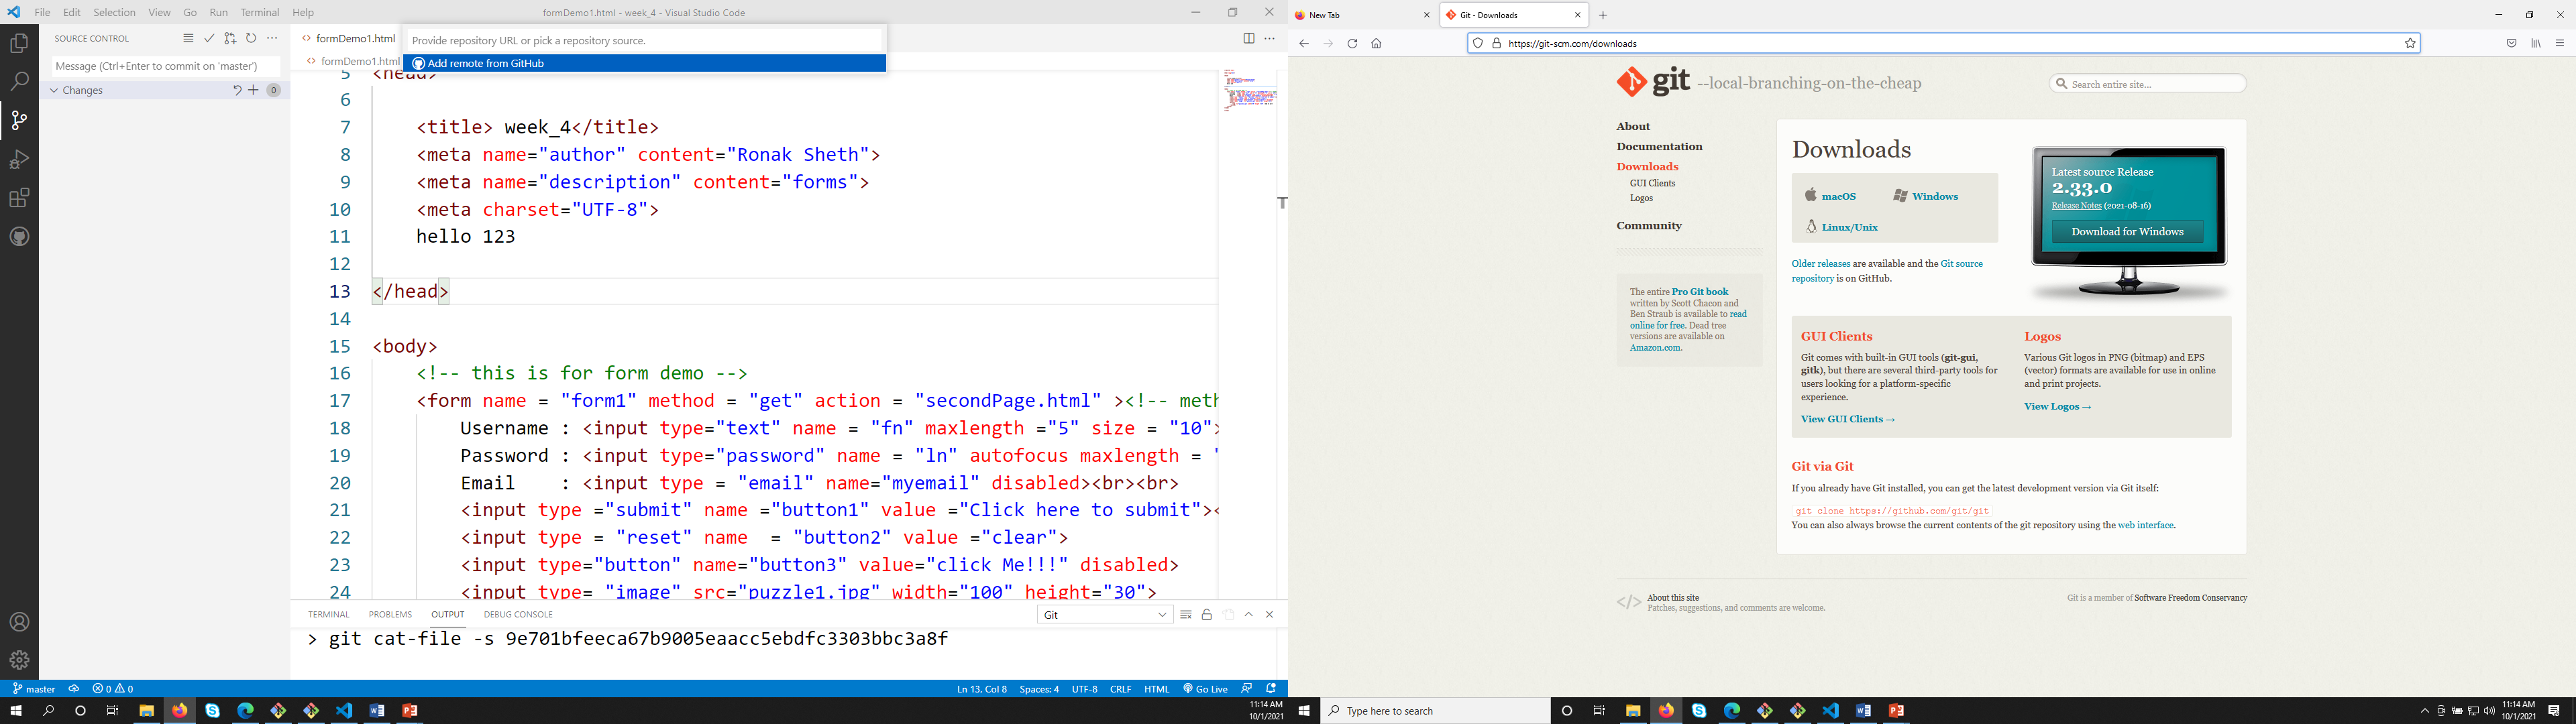 File Edit Selection View Go Run Terminal Help
formDemo1.html - week_4 - Visual Studio Code
SOURCE CONTROL
Message (Ctrl+Enter to commit on 'master')
Changes
0
formDemo1.html
Provide repository URL or pick a repository source.
Add remote from GitHub
formDemo1.html
5 <head>
6
7 <title> week_4</title>
8 <meta name="author" content="Ronak Sheth">
9 <meta name="description" content="forms">
10 <meta charset="UTF-8">
11 hello 123
12
13 </head>
14
15 <body>
16 <!-- this is for form demo -->
17 <form name = "form1" method = "get" action = "secondPage.html" ><!-- meth
18 Username : <input type="text" name = "fn" maxlength ="5" size = "10">
19 Password : <input type="password" name = "ln" autofocus maxlength = "
20 Email : <input type = "email" name="myemail" disabled><br><br>
21 <input type ="submit" name ="button1" value ="Click here to submit"><
22 <input type = "reset" name = "button2" value ="clear">
23 <input type="button" name="button3" value="click Me!!!" disabled>
24 <input type= "image" src="puzzle1.jpg" width="100" height="30">
TERMINAL PROBLEMS OUTPUT DEBUG CONSOLE
Git
> git cat-file -s 9e701bfeeca67b9005eaacc5ebdfc3303bbc3a8f
master 0 0
Ln 13, Col 8 Spaces: 4 UTF-8 CRLF HTML Go Live
11:14 AM
10/1/2021
New Tab
Git - Downloads
https://git-scm.com/downloads
git --local-branching-on-the-cheap
Search entire site...
About
Documentation
Downloads
GUI Clients
Logos
Community
The entire Pro Git book
written by Scott Chacon and
Ben Straub is available to read
online for free. Dead tree
versions are available on
Amazon.com.
Downloads
macOS
Windows
Linux/Unix
Older releases are available and the Git source
repository is on GitHub.
Latest source Release
2.33.0
Release Notes (2021-08-16)
Download for Windows
GUI Clients
Git comes with built-in GUI tools (git-gui,
gitk), but there are several third-party tools for
users looking for a platform-specific
experience.
View GUI Clients →
Logos
Various Git logos in PNG (bitmap) and EPS
(vector) formats are available for use in online
and print projects.
View Logos →
Git via Git
If you already have Git installed, you can get the latest development version via Git itself:
git clone https://github.com/git/git
You can also always browse the current contents of the git repository using the web interface.
About this site
Patches, suggestions, and comments are welcome.
Git is a member of Software Freedom Conservancy
Type here to search
11:14 AM
10/1/2021